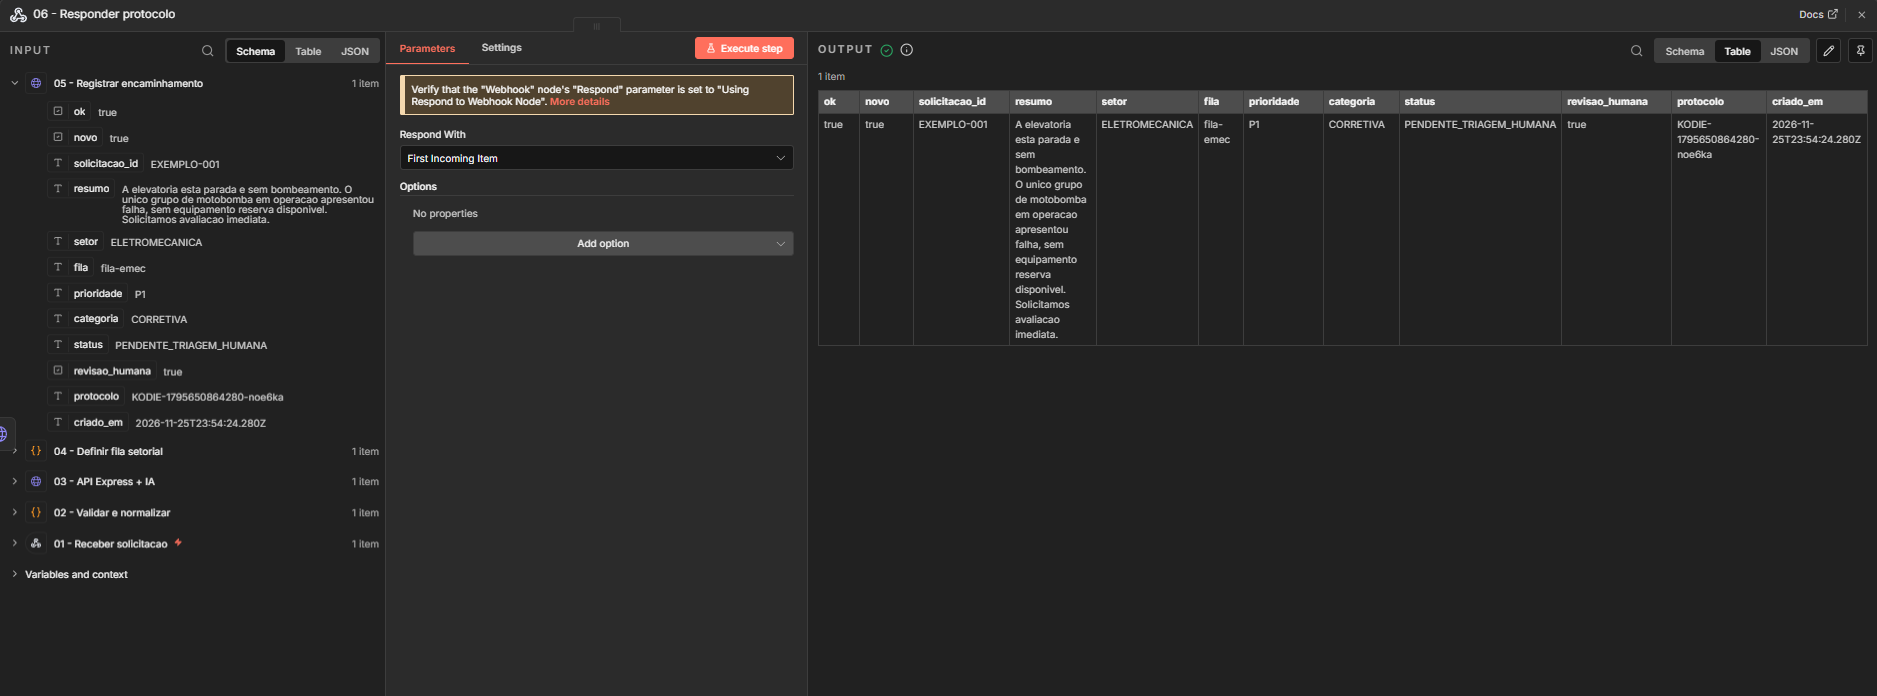 06 - Responder protocolo
Docs
INPUT
Schema
Table
JSON
05 - Registrar encaminhamento
1 item
ok true
novo true
solicitacao_id EXEMPLO-001
resumo A elevatoria esta parada e sem bombeamento. O
unico grupo de motobomba em operacao apresentou
falha, sem equipamento reserva disponivel.
Solicitamos avaliacao imediata.
setor ELETROMECANICA
fila fila-emec
prioridade P1
categoria CORRETIVA
status PENDENTE_TRIAGEM_HUMANA
revisao_humana true
protocolo KODIE-1795650864280-noe6ka
criado_em 2026-11-25T23:54:24.280Z
04 - Definir fila setorial
1 item
03 - API Express + IA
1 item
02 - Validar e normalizar
1 item
01 - Receber solicitacao
1 item
Variables and context
Parameters
Settings
Execute step
Verify that the "Webhook" node's "Respond" parameter is set to "Using
Respond to Webhook Node". More details
Respond With
First Incoming Item
Options
No properties
Add option
OUTPUT
Schema
Table
JSON
1 item
ok
novo
solicitacao_id
resumo
setor
fila
prioridade
categoria
status
revisao_humana
protocolo
criado_em
true
true
EXEMPLO-001
A elevatoria
esta parada e
sem
bombeamento.
O unico grupo
de motobomba
em operacao
apresentou
falha, sem
equipamento
reserva
disponivel.
Solicitamos
avaliacao
imediata.
ELETROMECANICA
fila-
emec
P1
CORRETIVA
PENDENTE_TRIAGEM_HUMANA
true
KODIE-
1795650864280-
noe6ka
2026-11-
25T23:54:24.280Z